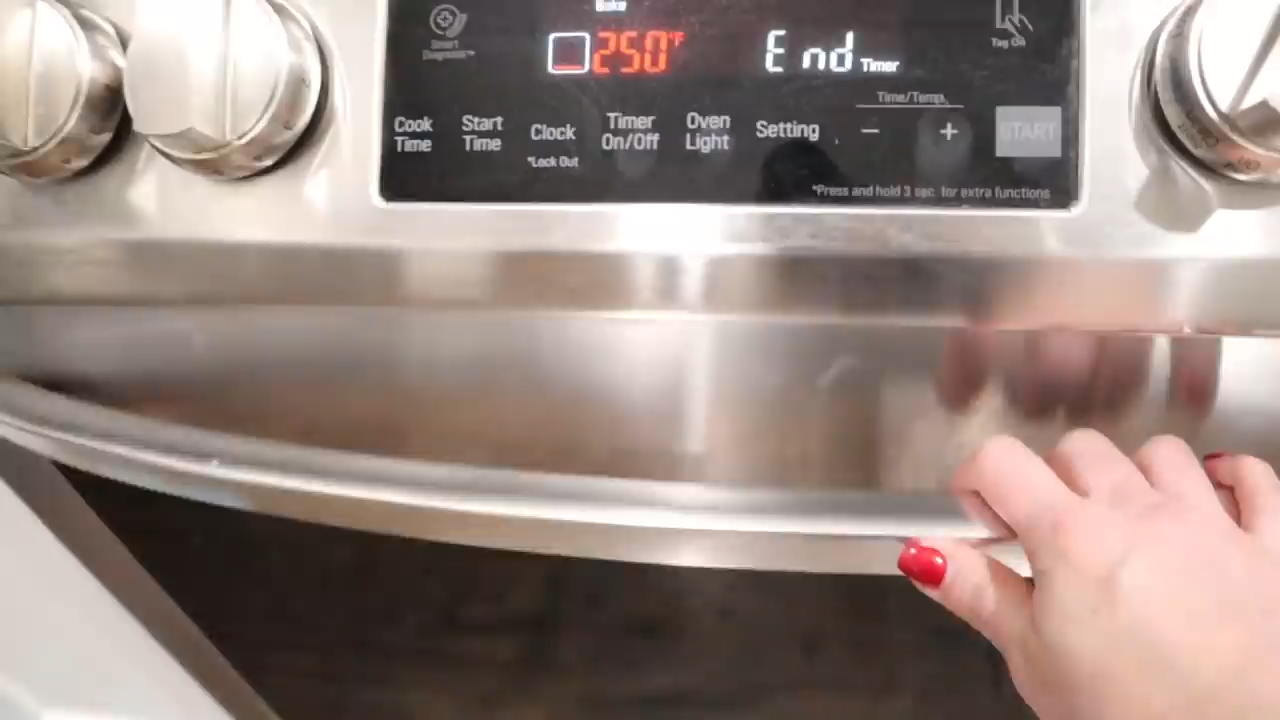 Bake
250°F
End Timer
Smart Diagnosis™
Tag On
Time/Temp.
Cook Time
Start Time
Clock
*Lock Out
Timer On/Off
Oven Light
Setting
−
+
START
*Press and hold 3 sec. for extra functions